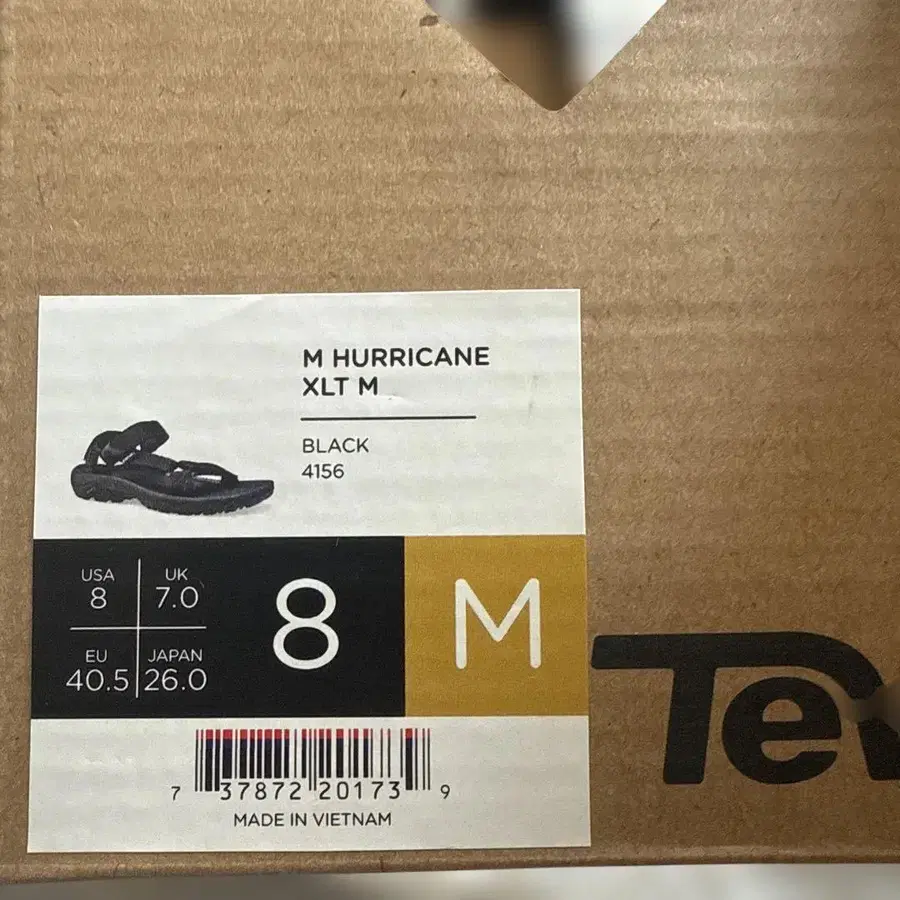 M HURRICANE
XLT M
BLACK
4156
USA
8
UK
7.0
EU
40.5
JAPAN
26.0
8
M
7 37872 20173 9
MADE IN VIETNAM
Tev